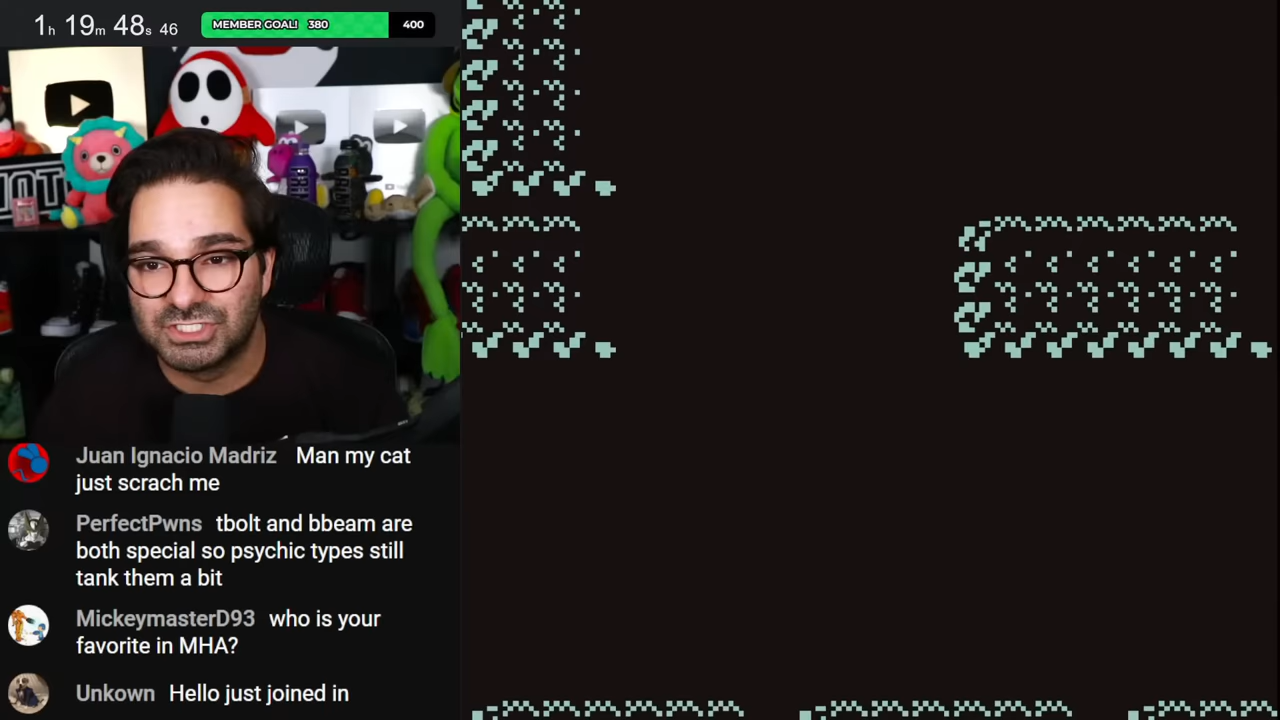 1h 19m 48s 46
MEMBER GOAL! 380
400
Juan Ignacio Madriz Man my cat
just scrach me
PerfectPwns tbolt and bbeam are
both special so psychic types still
tank them a bit
MickeymasterD93 who is your
favorite in MHA?
Unkown Hello just joined in